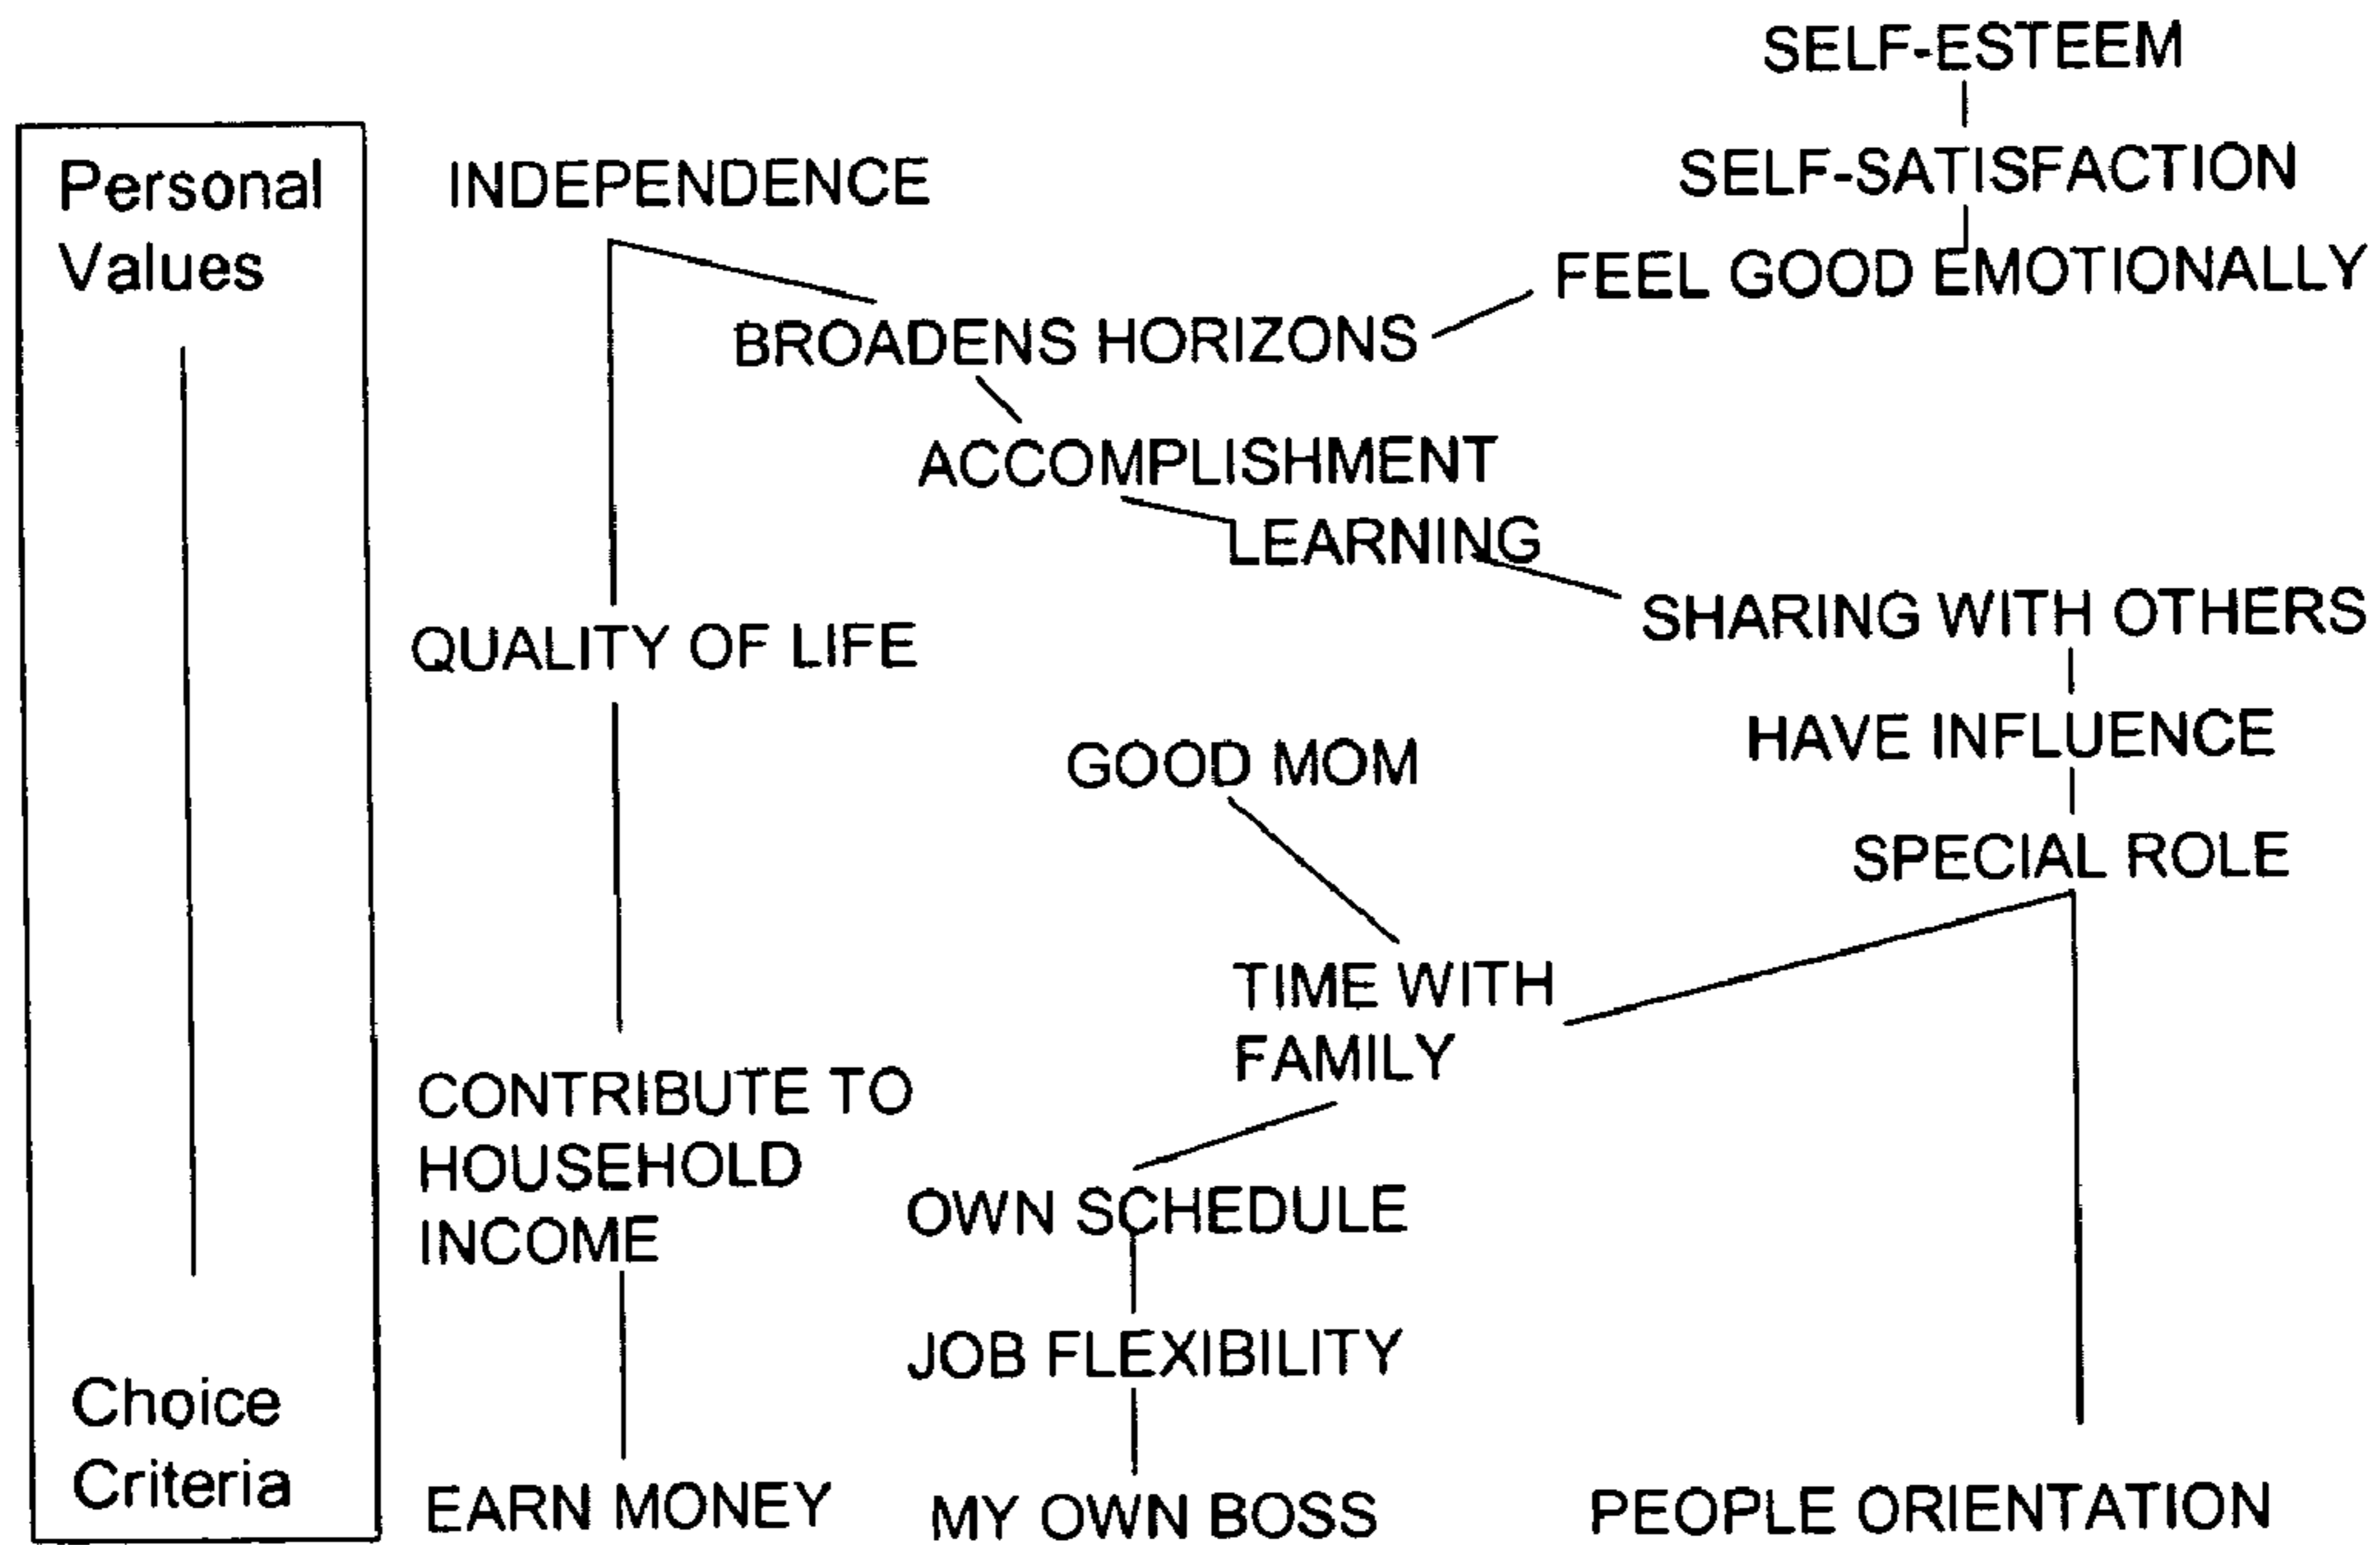 Personal
Values
Choice
Criteria
SELF-ESTEEM
SELF-SATISFACTION
INDEPENDENCE
FEEL GOOD EMOTIONALLY
BROADENS HORIZONS
ACCOMPLISHMENT
LEARNING
SHARING WITH OTHERS
QUALITY OF LIFE
HAVE INFLUENCE
GOOD MOM
SPECIAL ROLE
TIME WITH
FAMILY
CONTRIBUTE TO
HOUSEHOLD
INCOME
OWN SCHEDULE
JOB FLEXIBILITY
EARN MONEY
MY OWN BOSS
PEOPLE ORIENTATION